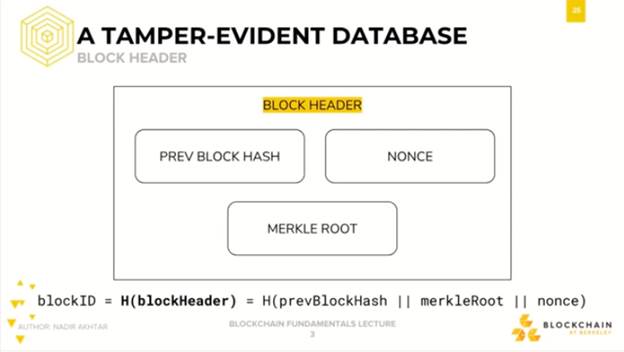 25
A TAMPER-EVIDENT DATABASE
BLOCK HEADER
BLOCK HEADER
PREV BLOCK HASH
NONCE
MERKLE ROOT
blockID = H(blockHeader) = H(prevBlockHash || merkleRoot || nonce)
AUTHOR: NADIR AKHTAR
BLOCKCHAIN FUNDAMENTALS LECTURE
3
BLOCKCHAIN
AT BERKELEY